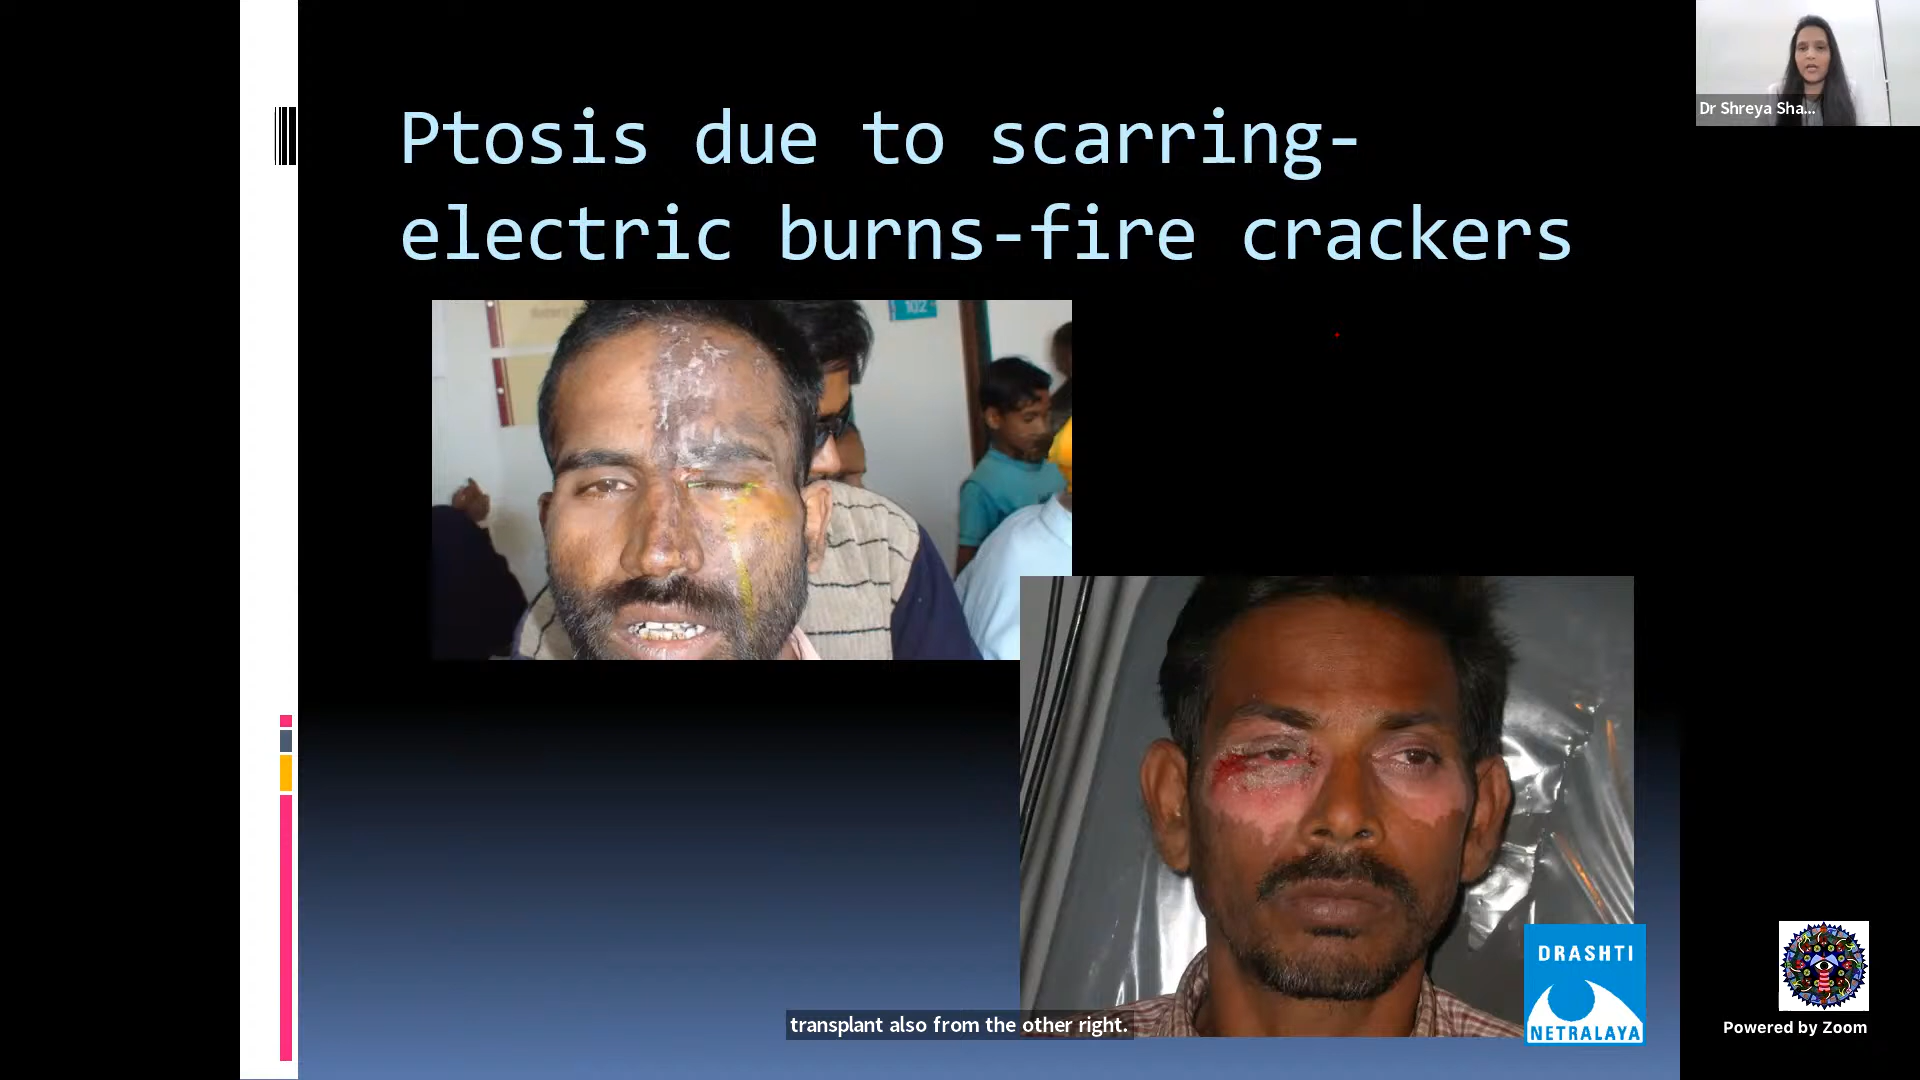 Ptosis due to scarring-
electric burns-fire crackers
Dr Shreya Sha...
102
DRASHTI
NETRALAYA
transplant also from the other right.
Powered by Zoom